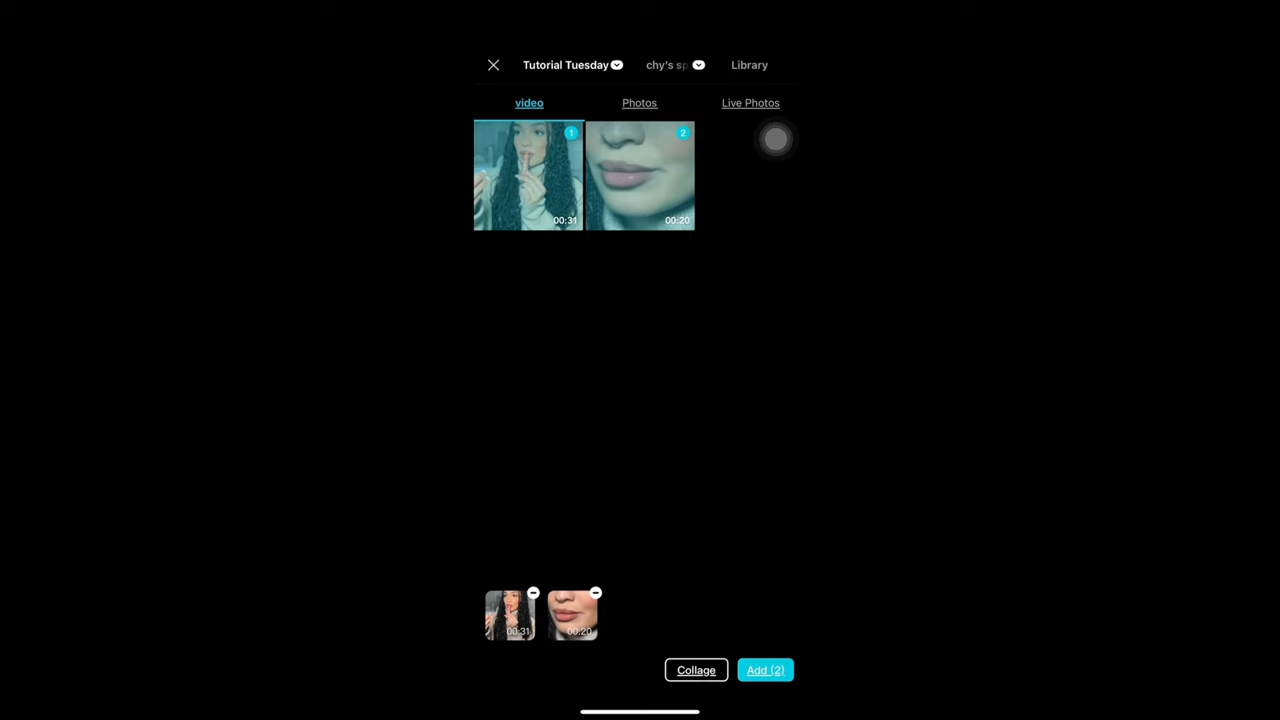 Tutorial Tuesday chy's sp Library
video Photos Live Photos
1 2
00:31 00:20
00:31 00:20
Collage Add (2)